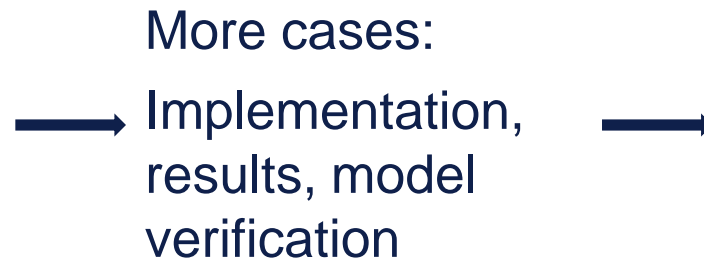 More cases:
Implementation,
results, model
verification